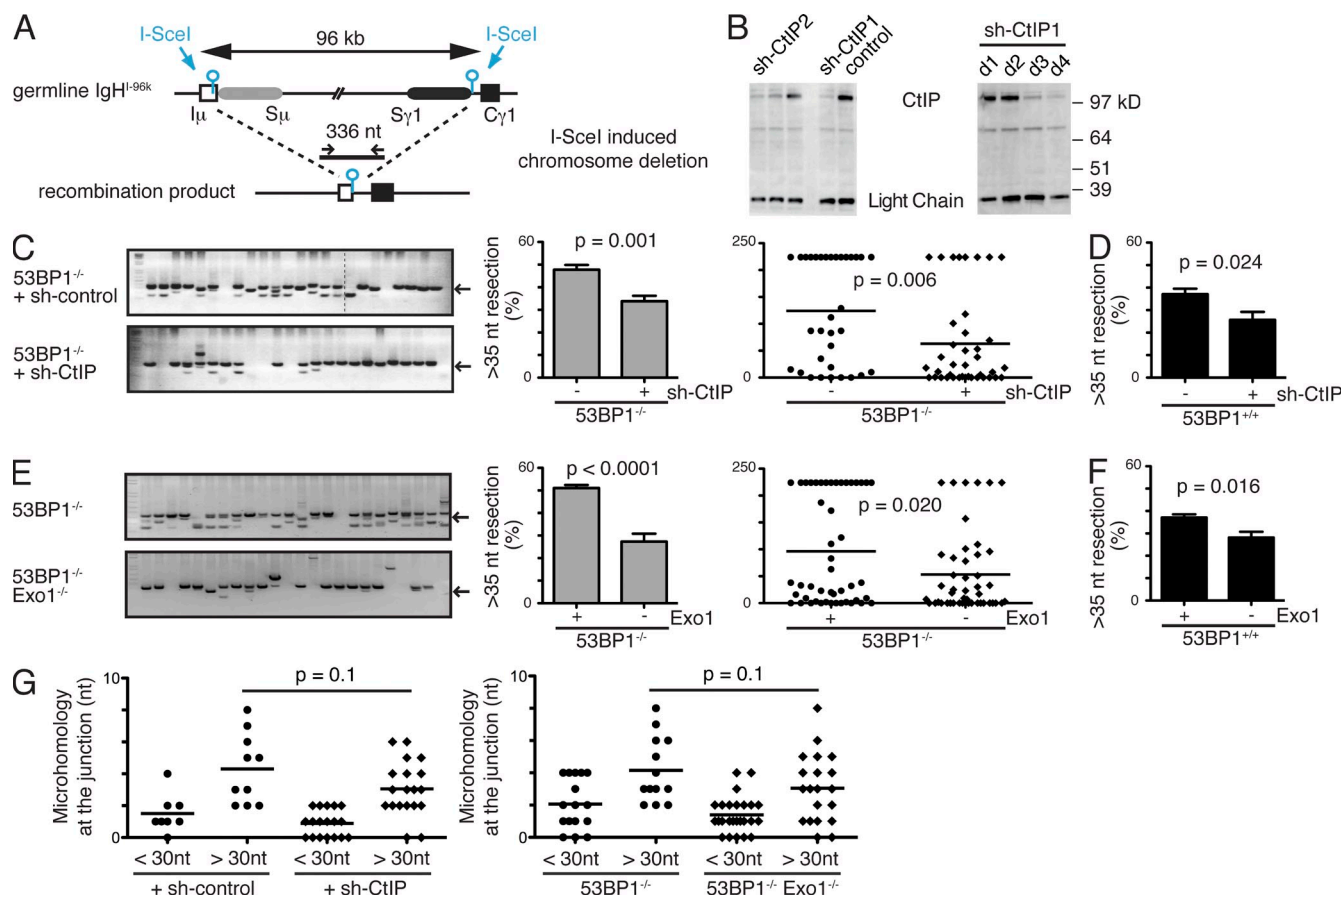 A
I-SceI
96 kb
I-SceI
germline IgH^I-96k
Iμ
Sμ
Sγ1
Cγ1
336 nt
I-SceI induced
chromosome deletion
recombination product
B
sh-CtIP2
sh-CtIP1
control
sh-CtIP1
d1 d2 d3 d4
CtIP
97 kD
64
51
39
Light Chain
C
53BP1-/-
+ sh-control
53BP1-/-
+ sh-CtIP
>35 nt resection
(%)
60
0
p = 0.001
- + sh-CtIP
53BP1-/-
250
0
p = 0.006
- + sh-CtIP
53BP1-/-
D
>35 nt resection
(%)
60
0
p = 0.024
- + sh-CtIP
53BP1+/+
E
53BP1-/-
53BP1-/-
Exo1-/-
>35 nt resection
(%)
60
0
p < 0.0001
+ - Exo1
53BP1-/-
250
0
p = 0.020
+ - Exo1
53BP1-/-
F
>35 nt resection
(%)
60
0
p = 0.016
+ - Exo1
53BP1+/+
G
Microhomology
at the junction (nt)
10
0
p = 0.1
< 30nt > 30nt < 30nt > 30nt
+ sh-control + sh-CtIP
Microhomology
at the junction (nt)
10
0
p = 0.1
< 30nt > 30nt < 30nt > 30nt
53BP1-/- 53BP1-/- Exo1-/-